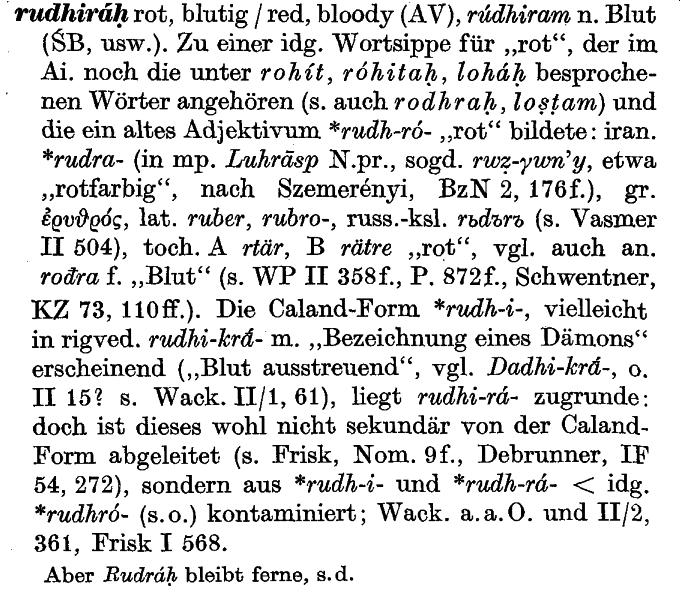 rudhiráḥ rot, blutig / red, bloody (AV), rúdhiram n. Blut
(ŚB, usw.). Zu einer idg. Wortsippe für „rot“, der im
Ai. noch die unter rohít, róhitaḥ, loháḥ besproche-
nen Wörter angehören (s. auch rodhraḥ, loṣṭam) und
die ein altes Adjektivum *rudh-ró- „rot“ bildete: iran.
*rudra- (in mp. Luhrāsp N.pr., sogd. rwẓ-γwn’y, etwa
„rotfarbig“, nach Szemerényi, BzN 2, 176f.), gr.
ἐρυθρός, lat. ruber, rubro-, russ.-ksl. rъdъrъ (s. Vasmer
II 504), toch. A rtär, B rätre „rot“, vgl. auch an.
rođra f. „Blut“ (s. WP II 358f., P. 872f., Schwentner,
KZ 73, 110ff.). Die Caland-Form *rudh-i-, vielleicht
in rigved. rudhi-krā́- m. „Bezeichnung eines Dämons“
erscheinend („Blut ausstreuend“, vgl. Dadhi-krā́-, o.
II 15? s. Wack. II/1, 61), liegt rudhi-rá- zugrunde:
doch ist dieses wohl nicht sekundär von der Caland-
Form abgeleitet (s. Frisk, Nom. 9f., Debrunner, IF
54, 272), sondern aus *rudh-i- und *rudh-rá- < idg.
*rudhró- (s.o.) kontaminiert; Wack. a.a.O. und II/2,
361, Frisk I 568.
Aber Rudráḥ bleibt ferne, s.d.